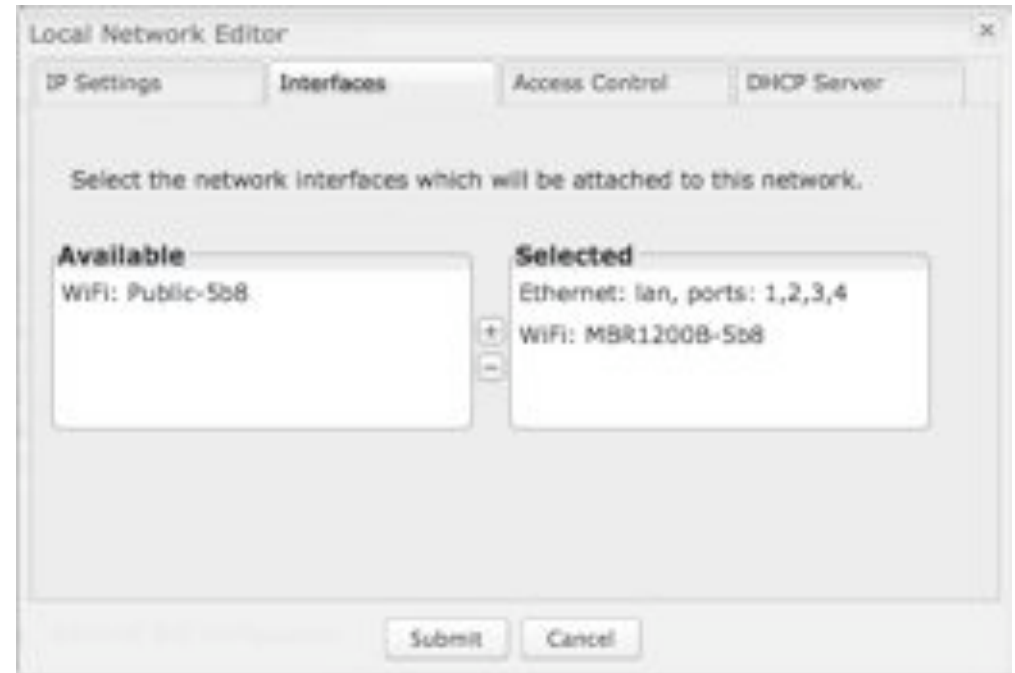 Local Network Editor
IP Settings Interfaces Access Control DHCP Server
Select the network interfaces which will be attached to this network.
Available
WiFi: Public-5b8
Selected
Ethernet: lan, ports: 1,2,3,4
WiFi: MBR1200B-5b8
Submit Cancel